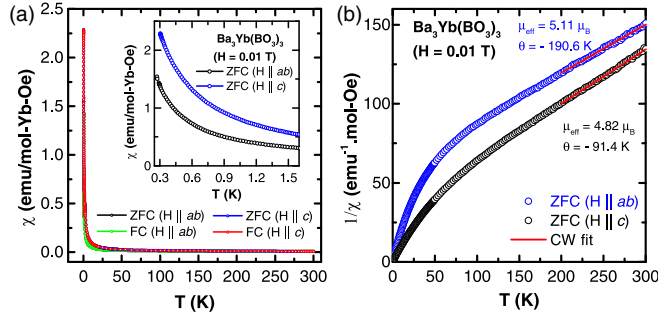 (a)
χ (emu/mol-Yb-Oe)
2.5
2.0
1.5
1.0
0.5
0.0
0 50 100 150 200 250 300
T (K)
χ (emu/mol-Yb-Oe)
2
1
0
0.3 0.6 0.9 1.2 1.5
T (K)
Ba₃Yb(BO₃)₃
(H = 0.01 T)
ZFC (H || ab)
ZFC (H || c)
ZFC (H || ab) ZFC (H || c)
FC (H || ab) FC (H || c)
(b)
1/χ (emu⁻¹.mol-Oe)
150
125
100
75
50
25
0
0 50 100 150 200 250 300
T (K)
Ba₃Yb(BO₃)₃
(H = 0.01 T)
μeff = 5.11 μB
θ = - 190.6 K
μeff = 4.82 μB
θ = - 91.4 K
ZFC (H || ab)
ZFC (H || c)
CW fit